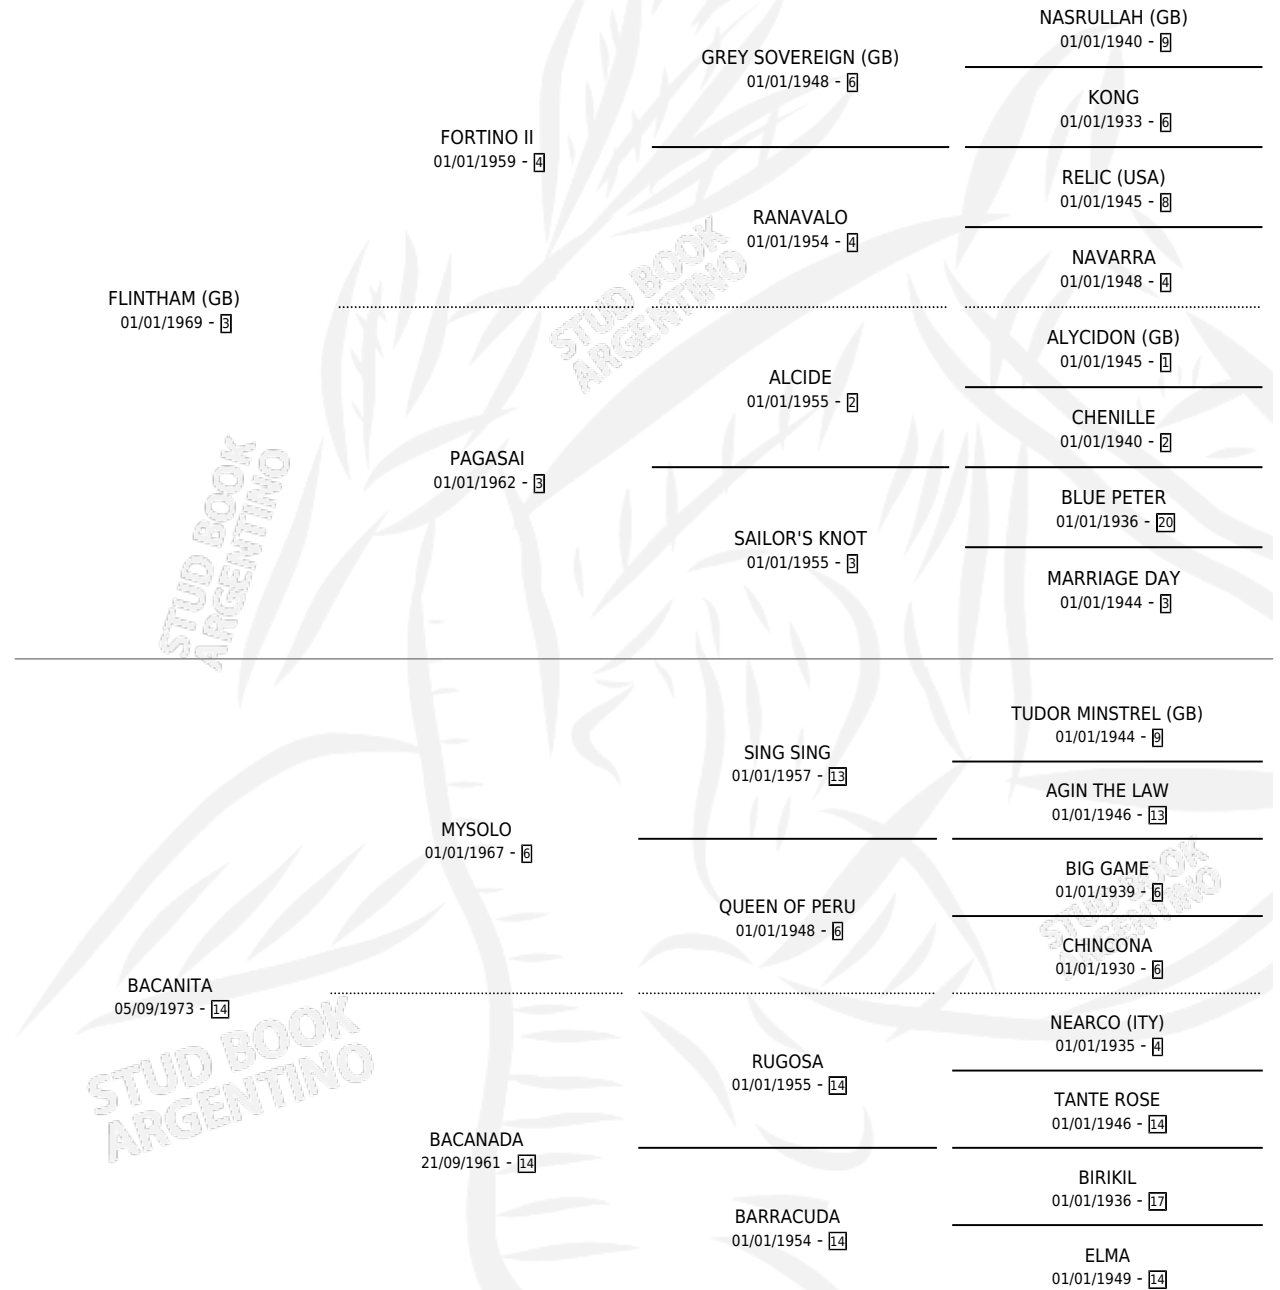 NASRULLAH (GB)
01/01/1940 - 9
GREY SOVEREIGN (GB)
01/01/1948 - 6
KONG
01/01/1933 - 6
FORTINO II
01/01/1959 - 4
RELIC (USA)
01/01/1945 - 8
RANAVALO
01/01/1954 - 4
NAVARRA
01/01/1948 - 4
FLINTHAM (GB)
01/01/1969 - 3
ALYCIDON (GB)
01/01/1945 - 1
ALCIDE
01/01/1955 - 2
CHENILLE
01/01/1940 - 2
PAGASAI
01/01/1962 - 3
BLUE PETER
01/01/1936 - 20
SAILOR'S KNOT
01/01/1955 - 3
MARRIAGE DAY
01/01/1944 - 3
TUDOR MINSTREL (GB)
01/01/1944 - 9
SING SING
01/01/1957 - 13
AGIN THE LAW
01/01/1946 - 13
MYSOLO
01/01/1967 - 6
BIG GAME
01/01/1939 - 6
QUEEN OF PERU
01/01/1948 - 6
CHINCONA
01/01/1930 - 6
BACANITA
05/09/1973 - 14
NEARCO (ITY)
01/01/1935 - 4
RUGOSA
01/01/1955 - 14
TANTE ROSE
01/01/1946 - 14
BACANADA
21/09/1961 - 14
BIRIKIL
01/01/1936 - 17
BARRACUDA
01/01/1954 - 14
ELMA
01/01/1949 - 14
STUD BOOK
ARGENTINO
STUD BOOK
ARGENTINO
STUD BOOK
ARGENTINO
STUD BOOK
ARGENTINO